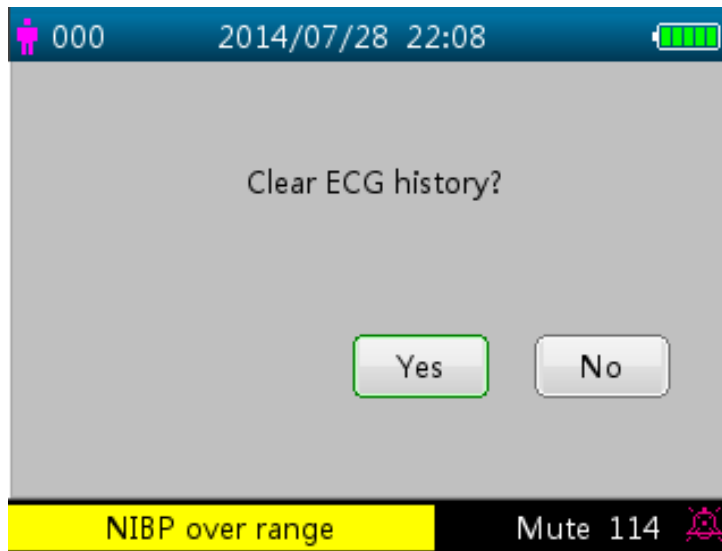 000 2014/07/28 22:08
Clear ECG history?
Yes No
NIBP over range Mute 114